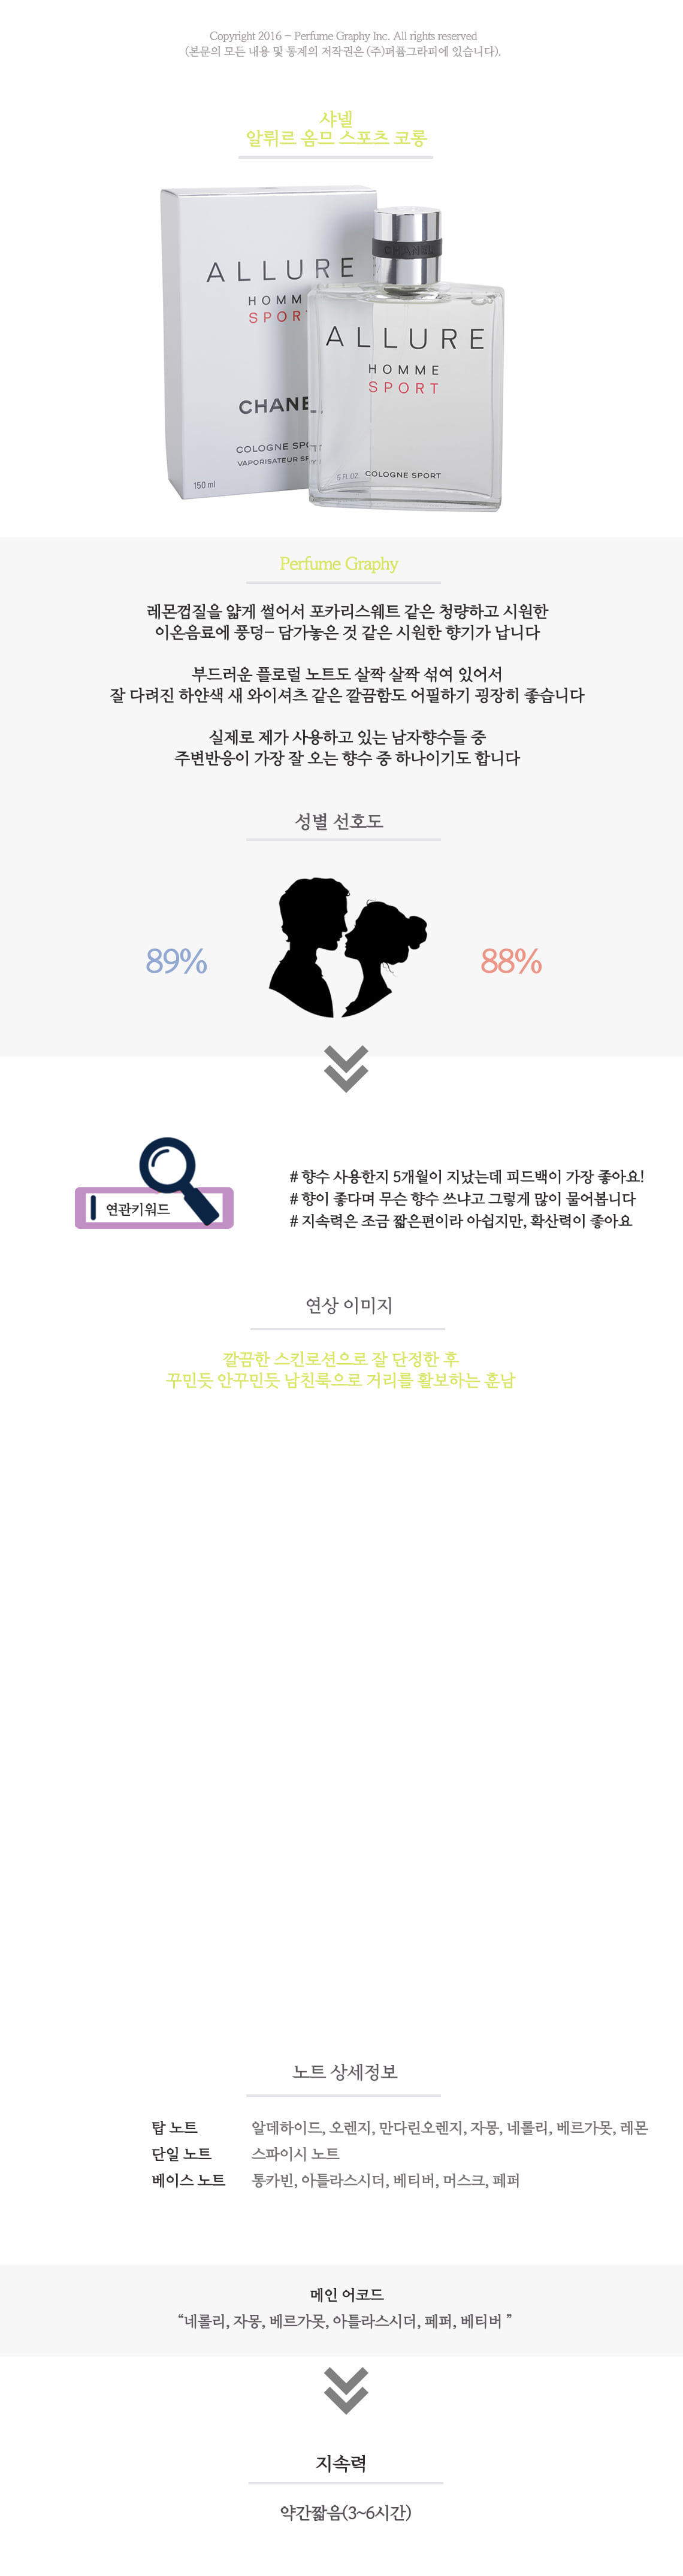 Copyright 2016 - Perfume Graphy Inc. All rights reserved
(본문의 모든 내용 및 통계의 저작권은 (주)퍼퓸그라피에 있습니다).
샤넬
알뤼르 옴므 스포츠 코롱
ALLURE
HOMM
SPOR
CHANE
COLOGNE SPO
VAPORISATEUR SP
150 ml
CHANEL
ALLURE
HOMME
SPORT
5 FL.OZ. COLOGNE SPORT
Perfume Graphy
레몬껍질을 얇게 썰어서 포카리스웨트 같은 청량하고 시원한
이온음료에 풍덩- 담가놓은 것 같은 시원한 향기가 납니다
부드러운 플로럴 노트도 살짝 살짝 섞여 있어서
잘 다려진 하얀색 새 와이셔츠 같은 깔끔함도 어필하기 굉장히 좋습니다
실제로 제가 사용하고 있는 남자향수들 중
주변반응이 가장 잘 오는 향수 중 하나이기도 합니다
성별 선호도
89%
88%
연관키워드
# 향수 사용한지 5개월이 지났는데 피드백이 가장 좋아요!
# 향이 좋다며 무슨 향수 쓰냐고 그렇게 많이 물어봅니다
# 지속력은 조금 짧은편이라 아쉽지만, 확산력이 좋아요
연상 이미지
깔끔한 스킨로션으로 잘 단정한 후
꾸민듯 안꾸민듯 남친룩으로 거리를 활보하는 훈남
노트 상세정보
탑 노트 알데하이드, 오렌지, 만다린오렌지, 자몽, 네롤리, 베르가못, 레몬
단일 노트 스파이시 노트
베이스 노트 통카빈, 아틀라스시더, 베티버, 머스크, 페퍼
메인 어코드
“네롤리, 자몽, 베르가못, 아틀라스시더, 페퍼, 베티버 ”
지속력
약간짧음(3~6시간)